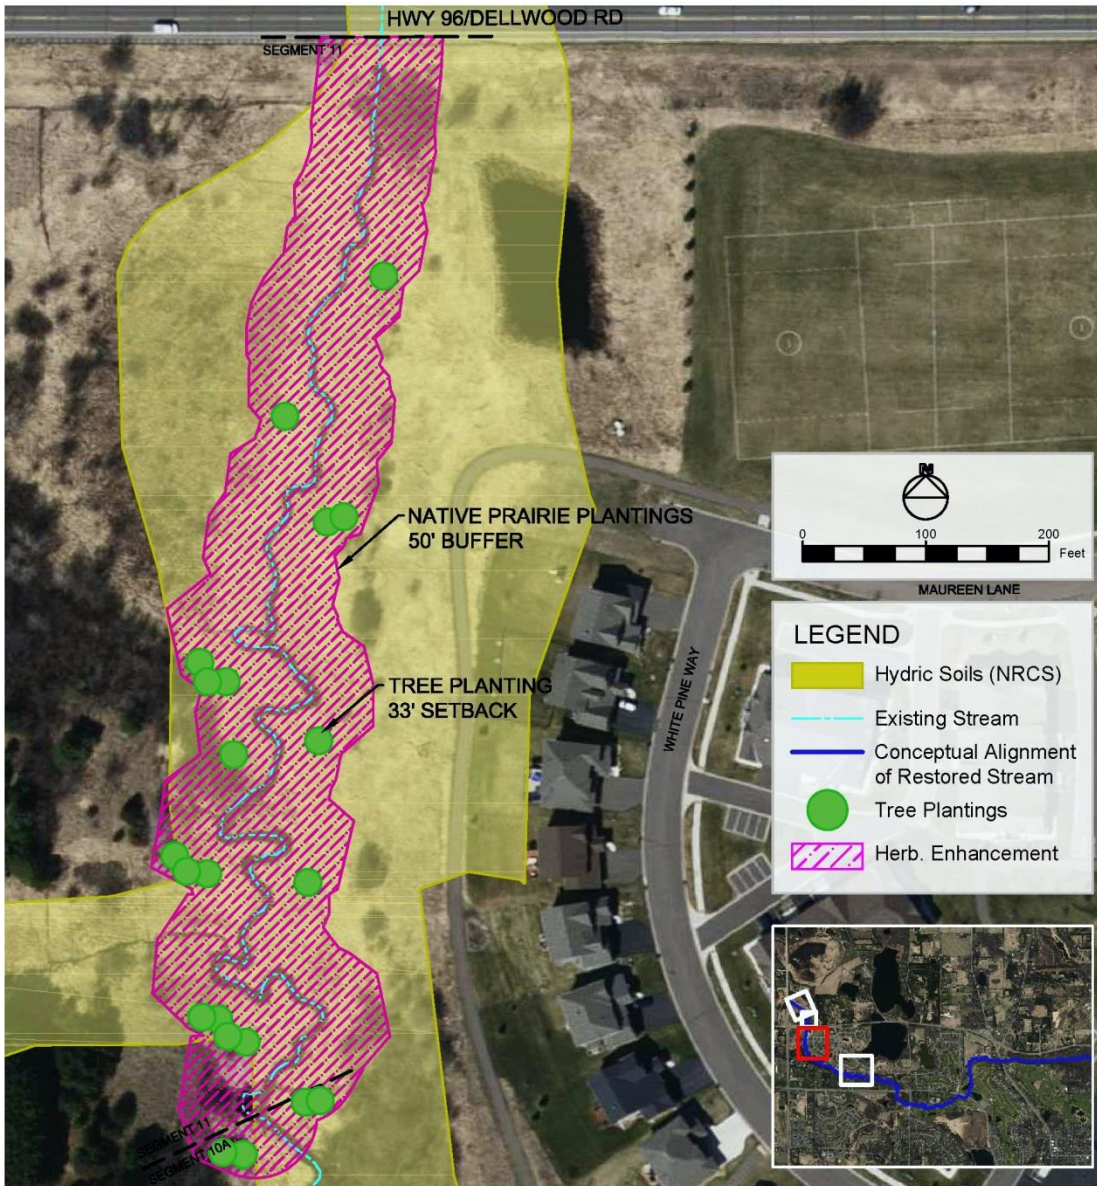 HWY 96/DELLWOOD RD
SEGMENT 11
NATIVE PRAIRIE PLANTINGS
50' BUFFER
TREE PLANTING
33' SETBACK
WHITE PINE WAY
N
0 100 200
Feet
MAUREEN LANE
LEGEND
Hydric Soils (NRCS)
Existing Stream
Conceptual Alignment
of Restored Stream
Tree Plantings
Herb. Enhancement
SEGMENT 11
SEGMENT 10A